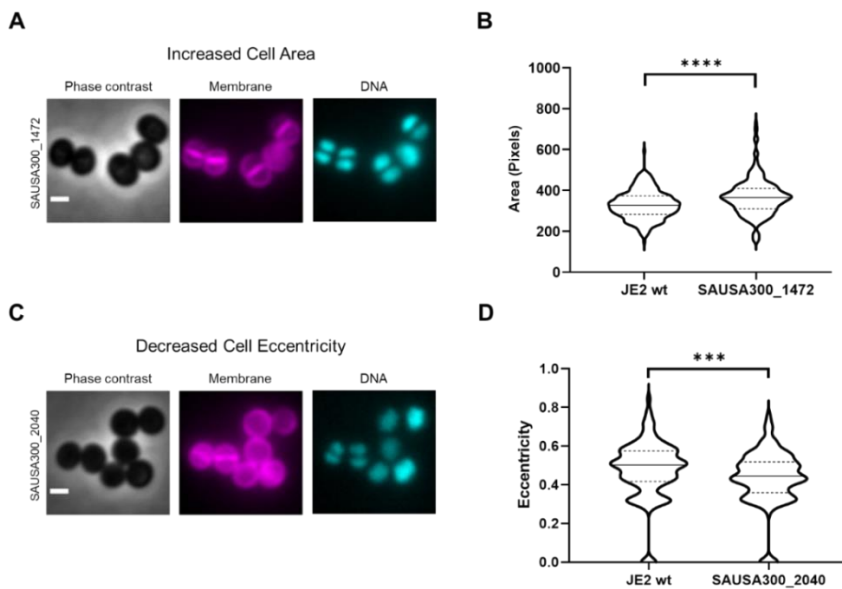 A
Increased Cell Area
Phase contrast Membrane DNA
SAUSA300_1472
B
****
1000
800
600
400
200
0
Area (Pixels)
JE2 wt SAUSA300_1472
C
Decreased Cell Eccentricity
Phase contrast Membrane DNA
SAUSA300_2040
D
***
1.0
0.8
0.6
0.4
0.2
0.0
Eccentricity
JE2 wt SAUSA300_2040